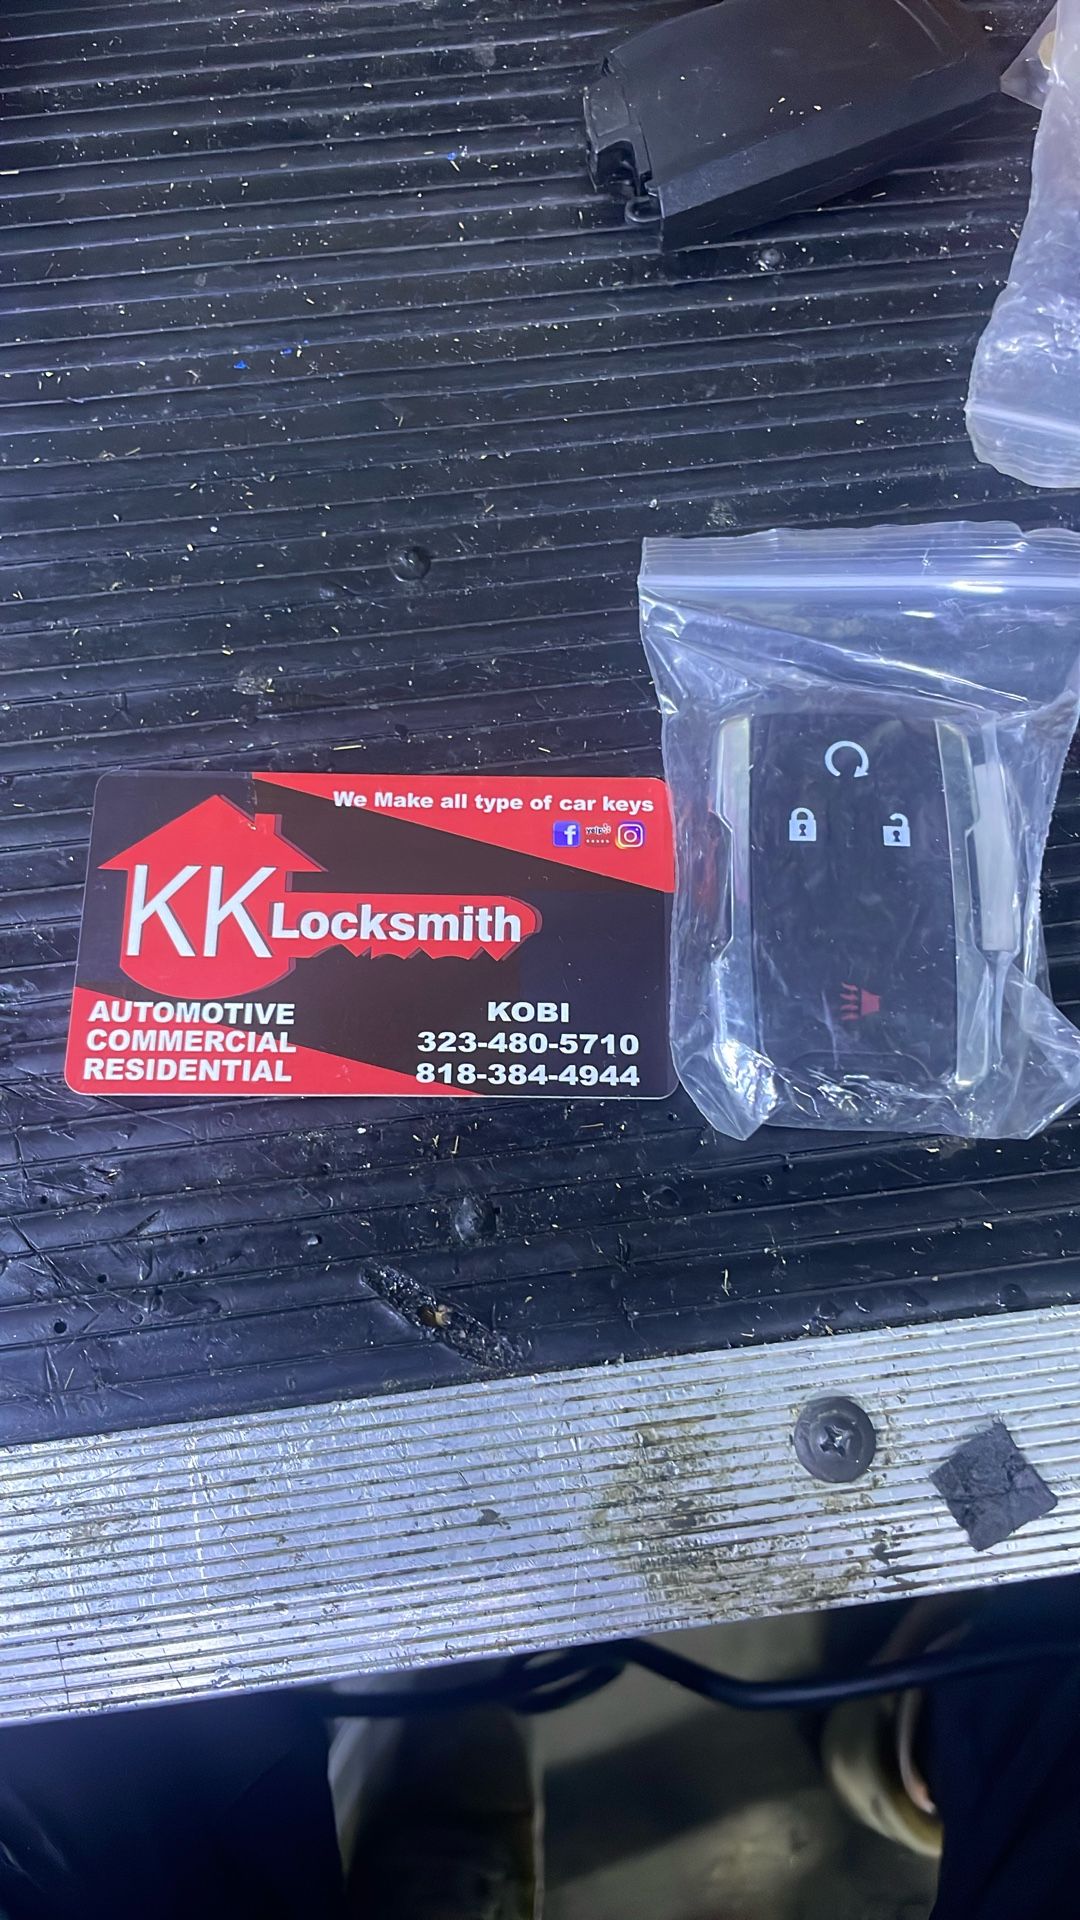 We Make all type of car keys
yelp
KK Locksmith
AUTOMOTIVE
COMMERCIAL
RESIDENTIAL
KOBI
323-480-5710
818-384-4944